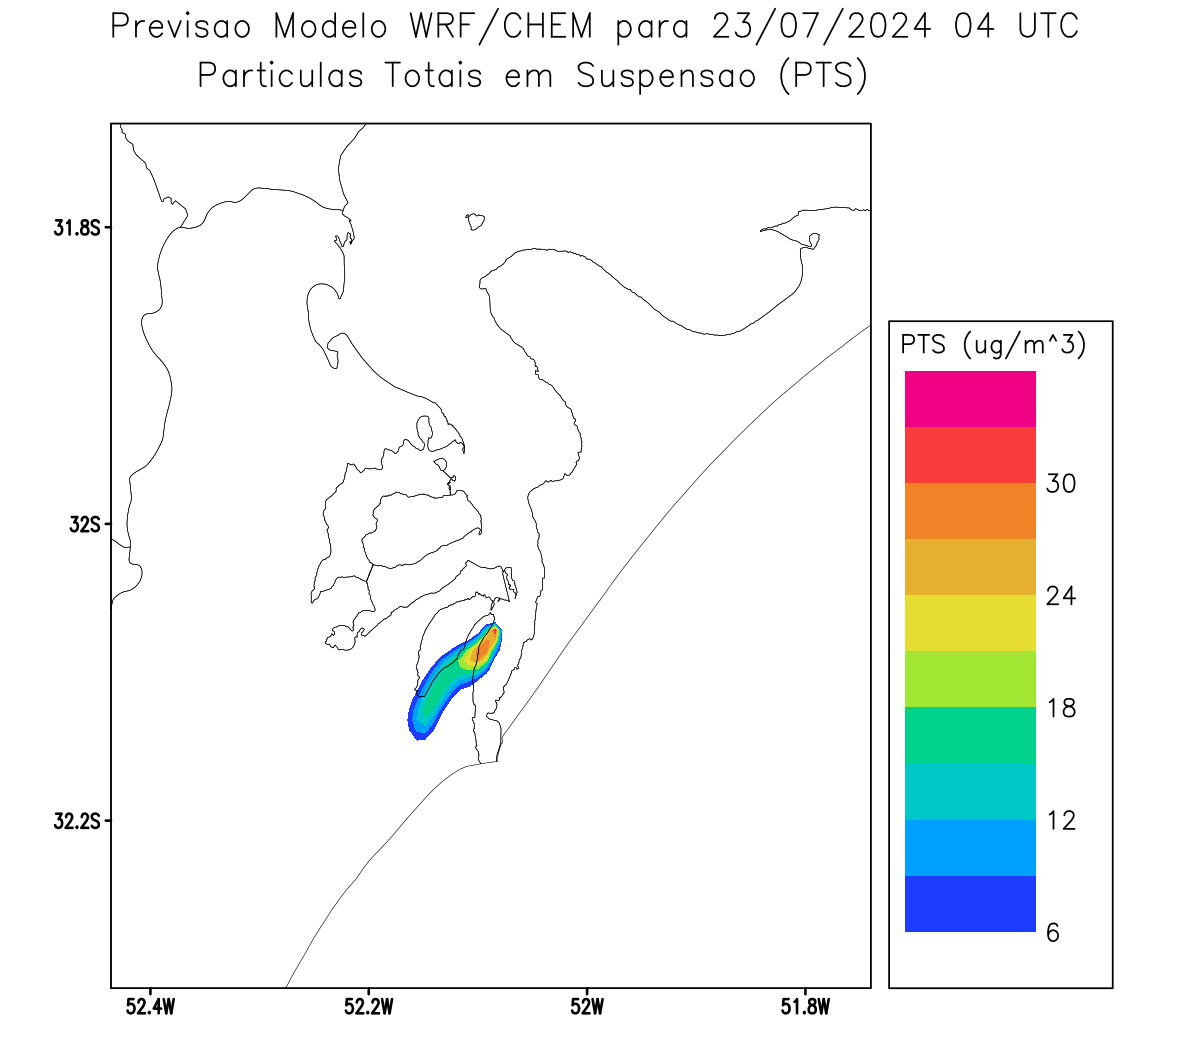 Previsao Modelo WRF/CHEM para 23/07/2024 04 UTC
Particulas Totais em Suspensao (PTS)
31.8S
32S
32.2S
52.4W
52.2W
52W
51.8W
PTS (ug/m^3)
30
24
18
12
6